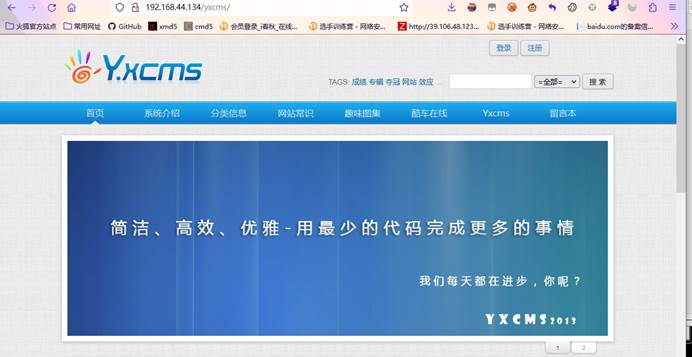 192.168.44.134/yxcms/
火狐官方站点 常用网址 GitHub xmd5 cmd5 会员登录_i春秋_在线... 选手训练营 - 网络安... http://39.106.48.123... 选手训练营 - 网络安... baidu.com的备案信...
登录 注册
Yxcms
TAGS: 成绩 专辑 夺冠 网站 效应 ... =全部= 搜 索
首页 系统介绍 分类信息 网站常识 趣味图集 酷车在线 Yxcms 留言本
简洁、高效、优雅-用最少的代码完成更多的事情
我们每天都在进步，你呢？
YXCMS2013
1 2